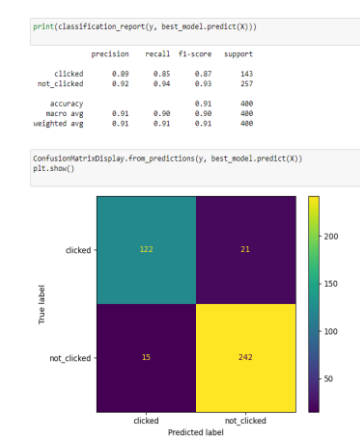 print(classification_report(y, best_model.predict(X)))
precision recall f1-score support
clicked 0.89 0.85 0.87 143
not_clicked 0.92 0.94 0.93 257
accuracy 0.91 400
macro avg 0.91 0.90 0.90 400
weighted avg 0.91 0.91 0.91 400
ConfusionMatrixDisplay.from_predictions(y, best_model.predict(X))
plt.show()
200
clicked 122 21
150
True label
100
not_clicked 15 242
50
clicked not_clicked
Predicted label